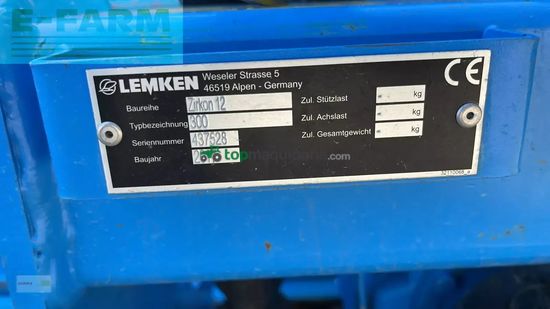 E-FARM
LEMKEN
Weseler Strasse 5
46519 Alpen - Germany
CE
Baureihe Zirkon 12
Typbezeichnung 300
Seriennummer 437528
Baujahr
Zul. Stützlast - kg
Zul. Achslast - kg
Zul. Gesamtgewicht - kg
topmaquinaria.com